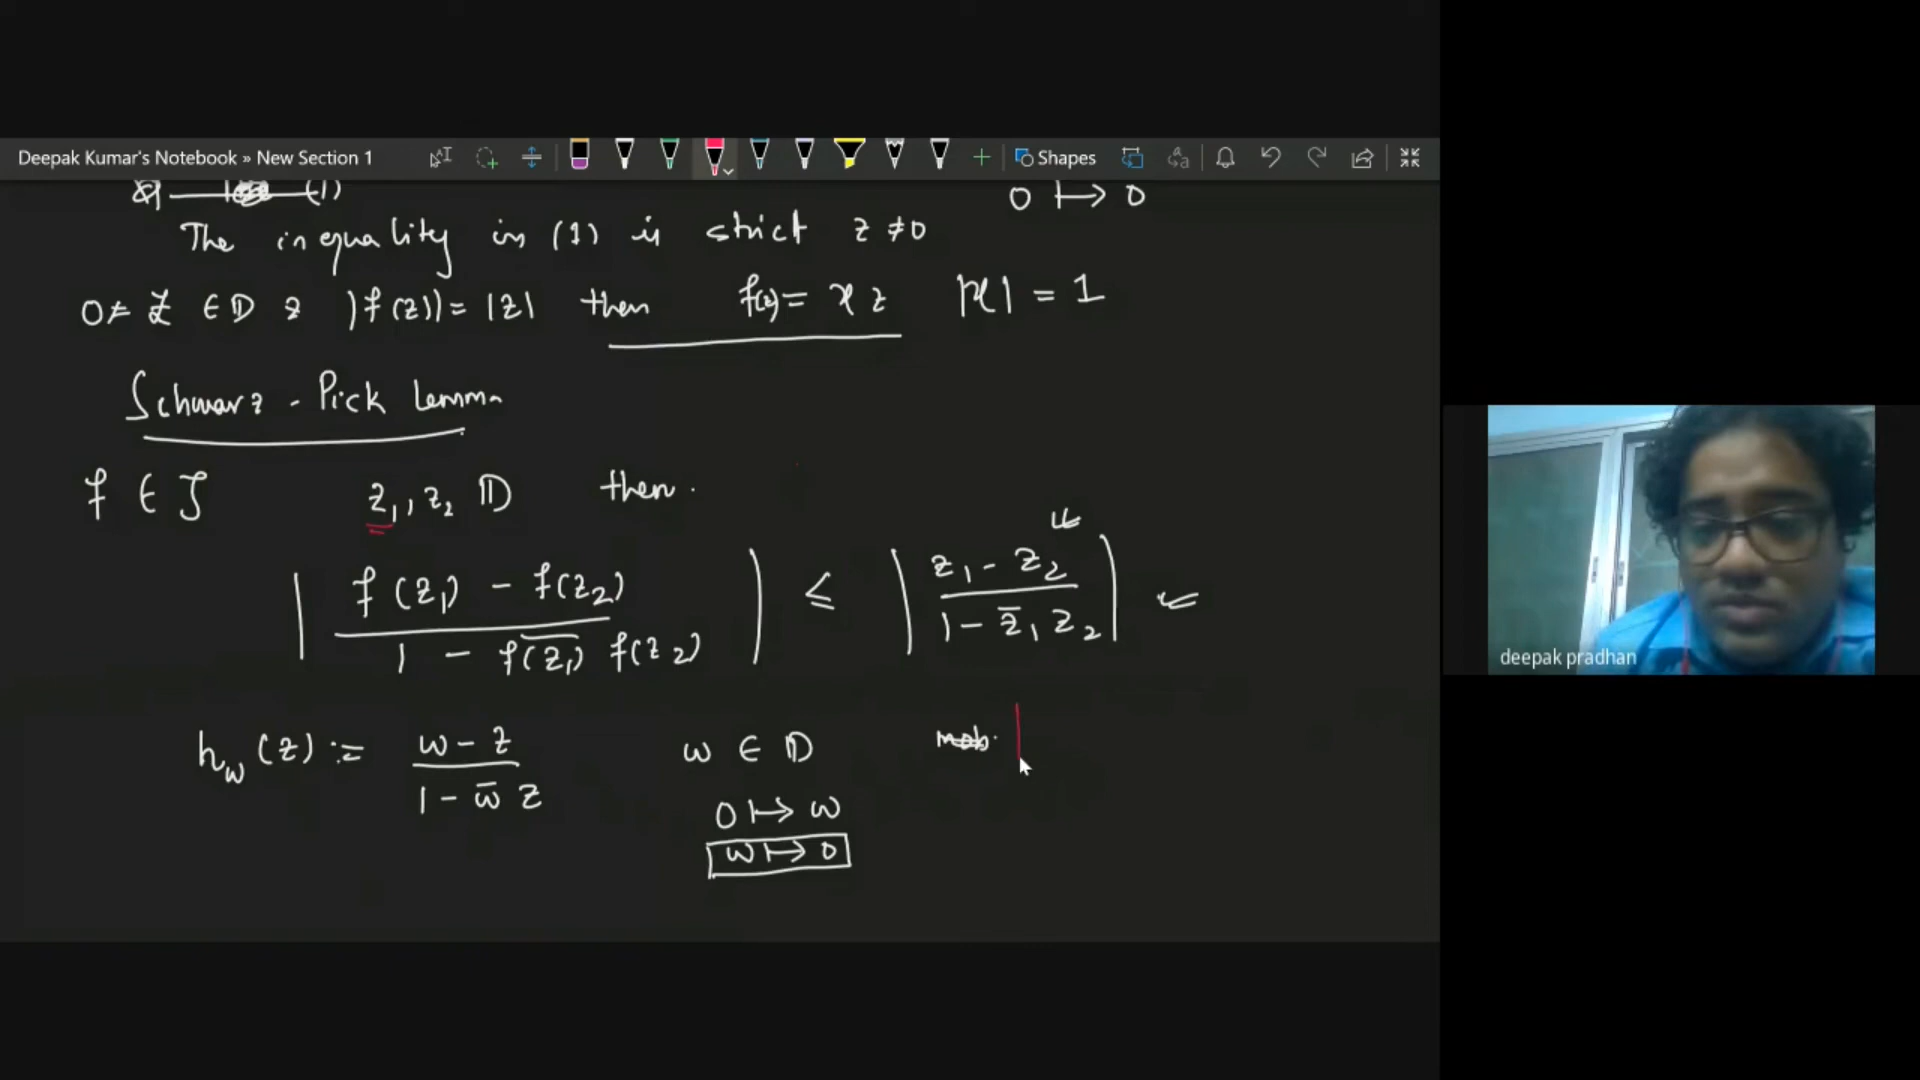 Deepak Kumar's Notebook » New Section 1
Shapes
(1)
0 ↦ 0
The inequality in (1) is strict z ≠ 0
0 ≠ z ∈ 𝔻 & |f(z)| = |z| then f(z) = x z |x| = 1
Schwarz - Pick Lemma
f ∈ S z₁, z₂ 𝔻 then.
| f(z₁) - f(z₂) / 1 - \overline{f(z₁)} f(z₂) | ≤ | z₁ - z₂ / 1 - z̄₁ z₂ |
h_w (z) := w - z / 1 - w̄ z w ∈ 𝔻
0 ↦ w
w ↦ 0
deepak pradhan